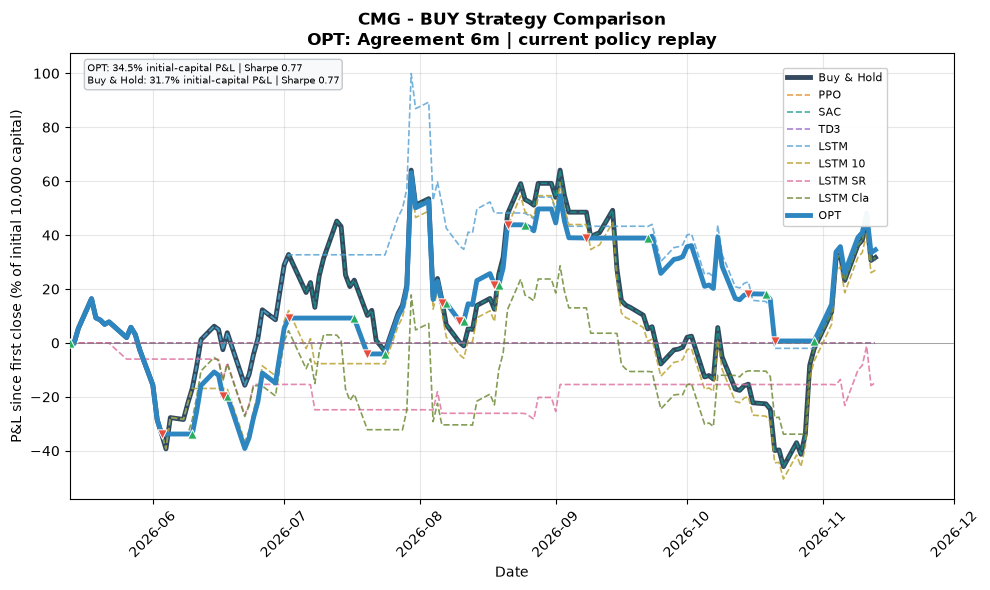 CMG - BUY Strategy Comparison
OPT: Agreement 6m | current policy replay
OPT: 34.5% initial-capital P&L | Sharpe 0.77
Buy & Hold: 31.7% initial-capital P&L | Sharpe 0.77
Buy & Hold
PPO
SAC
TD3
LSTM
LSTM 10
LSTM SR
LSTM Cla
OPT
P&L since first close (% of initial 10,000 capital)
100
80
60
40
20
0
−20
−40
2026-06
2026-07
2026-08
2026-09
2026-10
2026-11
2026-12
Date